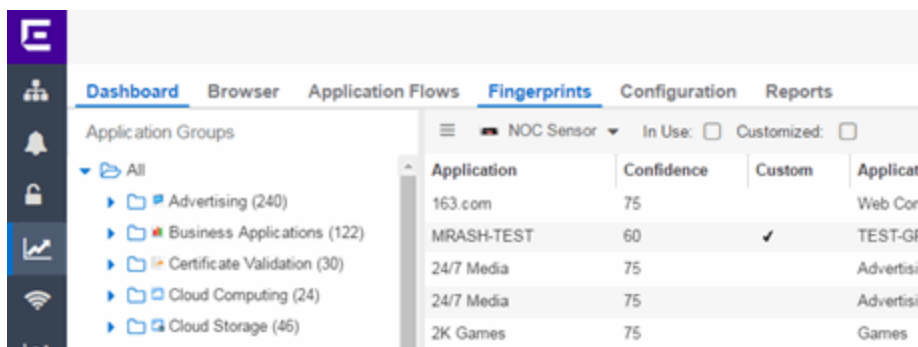 Dashboard Browser Application Flows Fingerprints Configuration Reports
Application Groups
NOC Sensor In Use: Customized:
All
Advertising (240)
Business Applications (122)
Certificate Validation (30)
Cloud Computing (24)
Cloud Storage (46)
Application Confidence Custom Applicat
163.com 75 Web Con
MRASH-TEST 60 ✔ TEST-GR
24/7 Media 75 Advertisi
24/7 Media 75 Advertisi
2K Games 75 Games